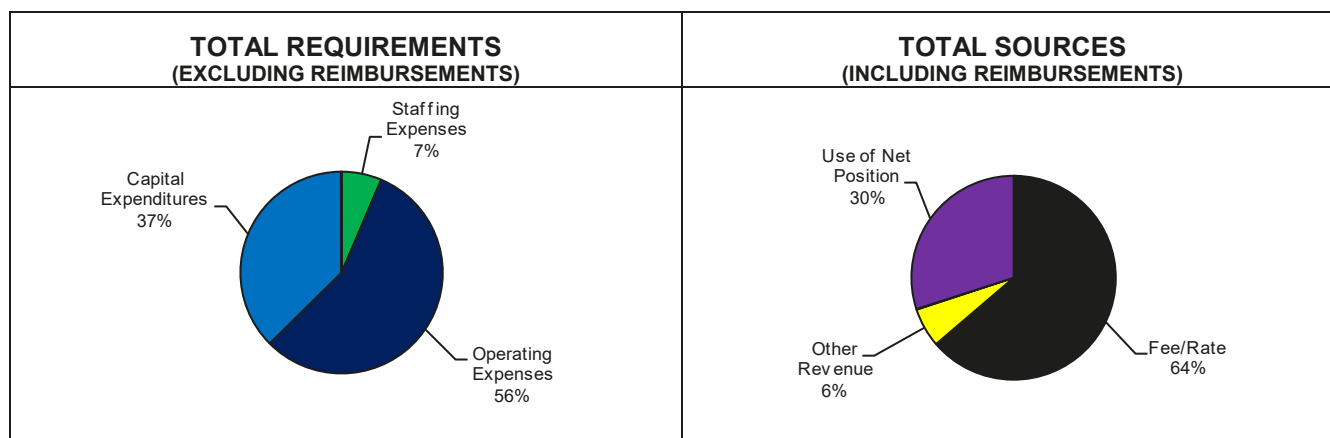 TOTAL REQUIREMENTS
(EXCLUDING REIMBURSEMENTS)
Staffing
Expenses
7%
Capital
Expenditures
37%
Operating
Expenses
56%
TOTAL SOURCES
(INCLUDING REIMBURSEMENTS)
Use of Net
Position
30%
Other
Revenue
6%
Fee/Rate
64%